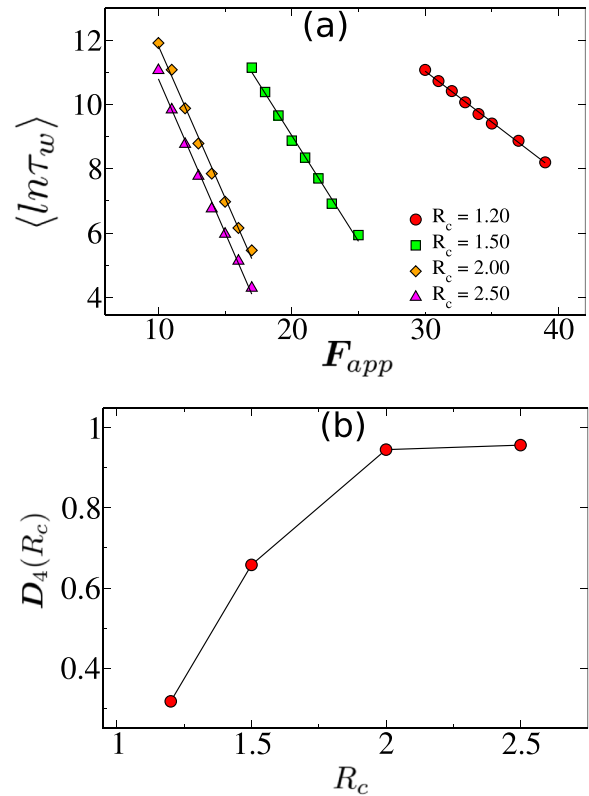 (a)
12
10
8
6
4
⟨lnτw⟩
R_c = 1.20
R_c = 1.50
R_c = 2.00
R_c = 2.50
10 20 30 40
F_app
(b)
1
0.8
0.6
0.4
D_4(R_c)
1 1.5 2 2.5
R_c